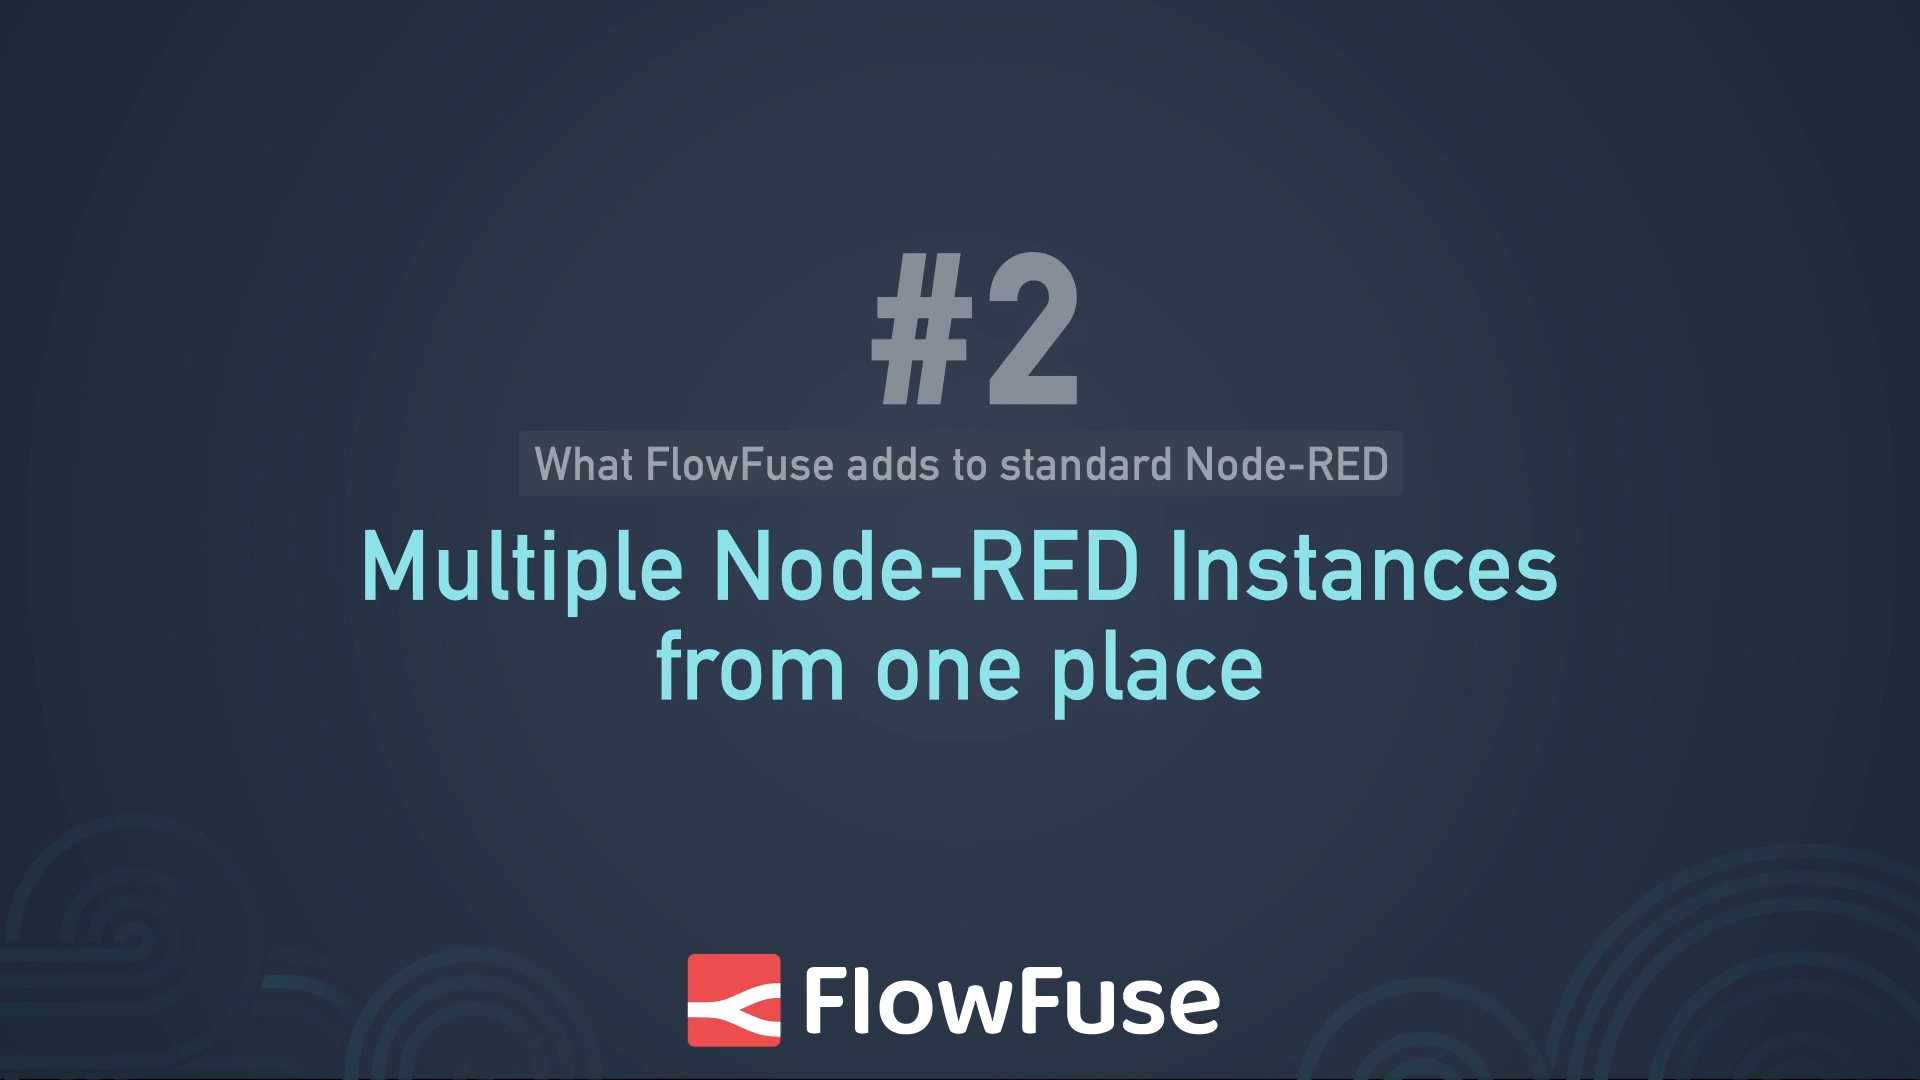 #2
What FlowFuse adds to standard Node-RED
Multiple Node-RED Instances
from one place
FlowFuse